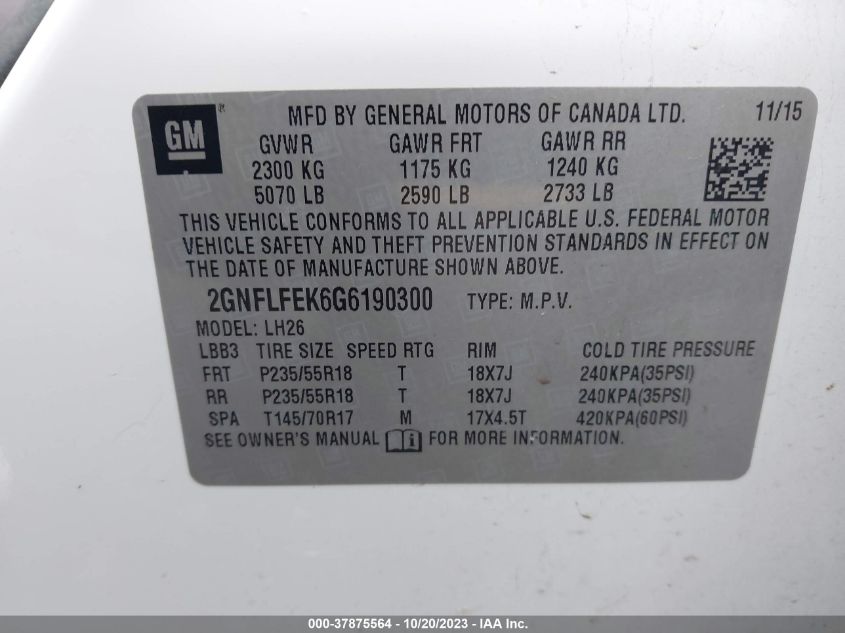 GM ® MFD BY GENERAL MOTORS OF CANADA LTD. 11/15
GVWR GAWR FRT GAWR RR
2300 KG 1175 KG 1240 KG
5070 LB 2590 LB 2733 LB
THIS VEHICLE CONFORMS TO ALL APPLICABLE U.S. FEDERAL MOTOR
VEHICLE SAFETY AND THEFT PREVENTION STANDARDS IN EFFECT ON
THE DATE OF MANUFACTURE SHOWN ABOVE.
2GNFLFEK6G6190300 TYPE: M.P.V.
MODEL: LH26
LBB3 TIRE SIZE SPEED RTG RIM COLD TIRE PRESSURE
FRT P235/55R18 T 18X7J 240KPA(35PSI)
RR P235/55R18 T 18X7J 240KPA(35PSI)
SPA T145/70R17 M 17X4.5T 420KPA(60PSI)
SEE OWNER'S MANUAL i FOR MORE INFORMATION.
000-37875564 - 10/20/2023 - IAA Inc.